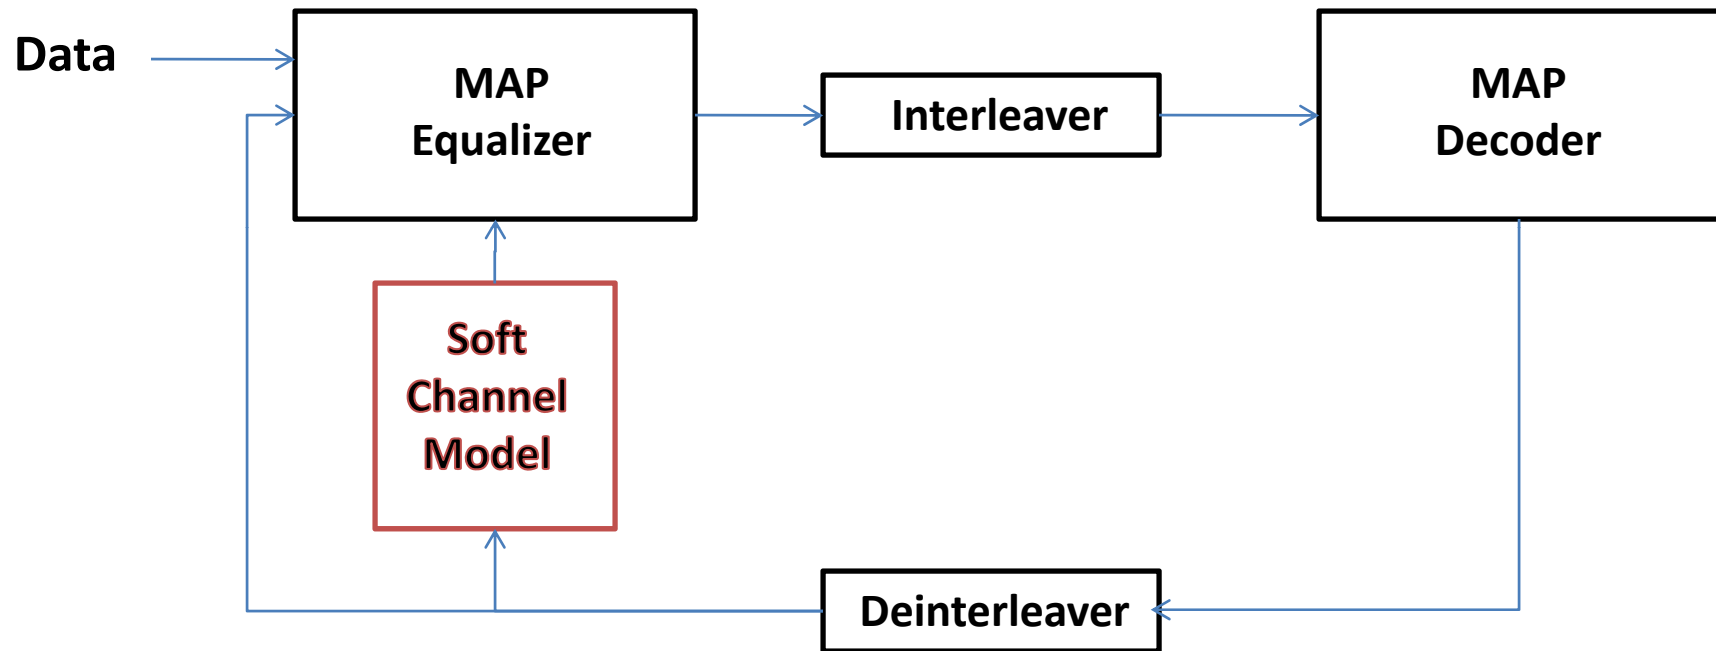 Data
MAP
Equalizer
Interleaver
MAP
Decoder
Soft
Channel
Model
Deinterleaver